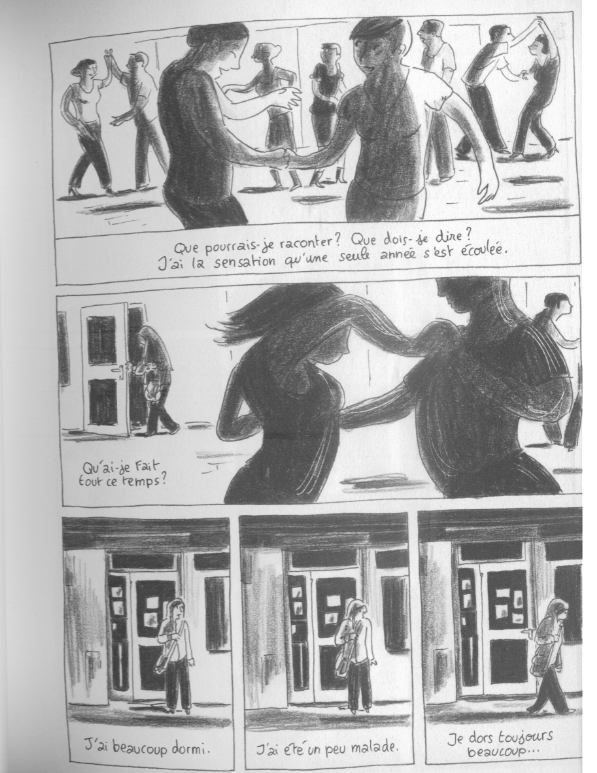 Que pourrais-je raconter? Que dois-je dire?
J'ai la sensation qu'une seule année s'est écoulée.
Qu'ai-je fait
tout ce temps?
J'ai beaucoup dormi.
J'ai été un peu malade.
Je dors toujours
beaucoup...